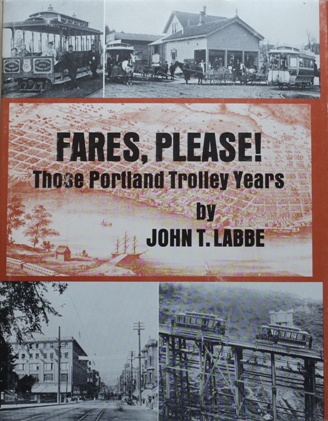 FARES, PLEASE!
Those Portland Trolley Years
by
JOHN T. LABBE